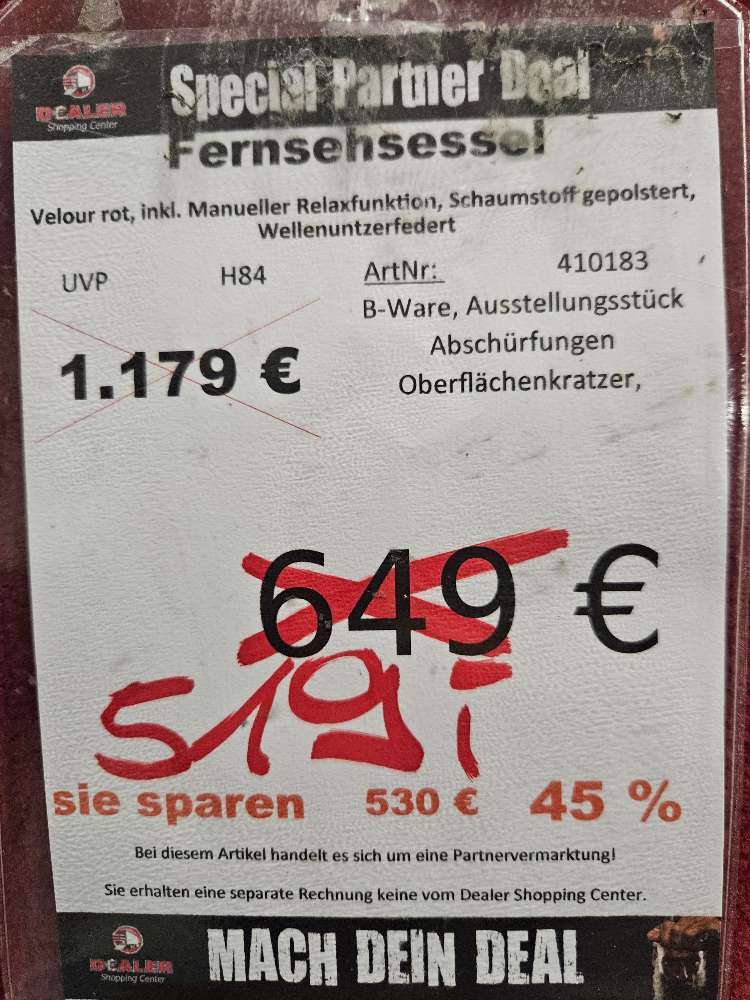 DEALER
Shopping Center
Special Partner Deal
Fernsehsessel
Velour rot, inkl. Manueller Relaxfunktion, Schaumstoff gepolstert,
Wellenuntzerfedert
UVP H84 ArtNr: 410183
B-Ware, Ausstellungsstück
Abschürfungen
Oberflächenkratzer,
1.179 €
649 €
519,-
sie sparen 530 € 45 %
Bei diesem Artikel handelt es sich um eine Partnervermarktung!
Sie erhalten eine separate Rechnung keine vom Dealer Shopping Center.
DEALER
Shopping Center
MACH DEIN DEAL